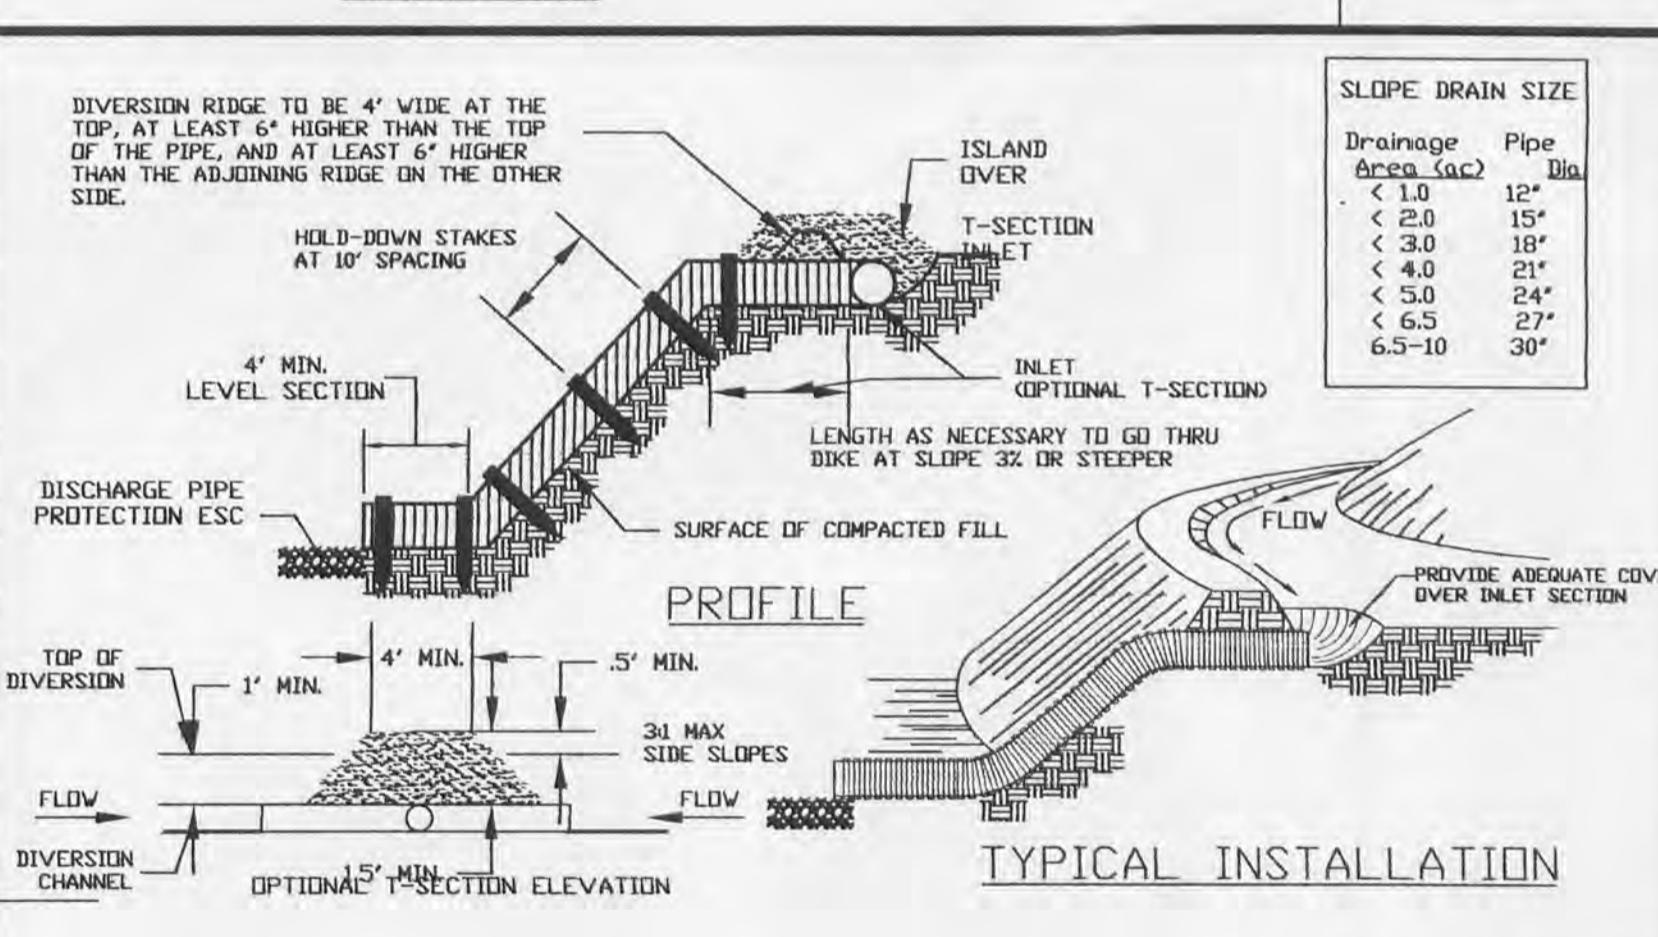 DIVERSION RIDGE TO BE 4' WIDE AT THE
TOP, AT LEAST 6" HIGHER THAN THE TOP
OF THE PIPE, AND AT LEAST 6" HIGHER
THAN THE ADJOINING RIDGE ON THE OTHER
SIDE.
ISLAND
OVER
T-SECTION
INLET
HOLD-DOWN STAKES
AT 10' SPACING
4' MIN.
LEVEL SECTION
INLET
(OPTIONAL T-SECTION)
LENGTH AS NECESSARY TO GO THRU
DIKE AT SLOPE 3% OR STEEPER
DISCHARGE PIPE
PROTECTION ESC
SURFACE OF COMPACTED FILL
PROFILE
SLOPE DRAIN SIZE
Drainage Pipe
Area (ac) Dia
< 1.0 12"
< 2.0 15"
< 3.0 18"
< 4.0 21"
< 5.0 24"
< 6.5 27"
6.5-10 30"
FLOW
PROVIDE ADEQUATE COV
OVER INLET SECTION
TYPICAL INSTALLATION
TOP OF
DIVERSION
1' MIN.
4' MIN.
.5' MIN.
3:1 MAX
SIDE SLOPES
FLOW
FLOW
DIVERSION
CHANNEL
1.5' MIN.
OPTIONAL T-SECTION ELEVATION